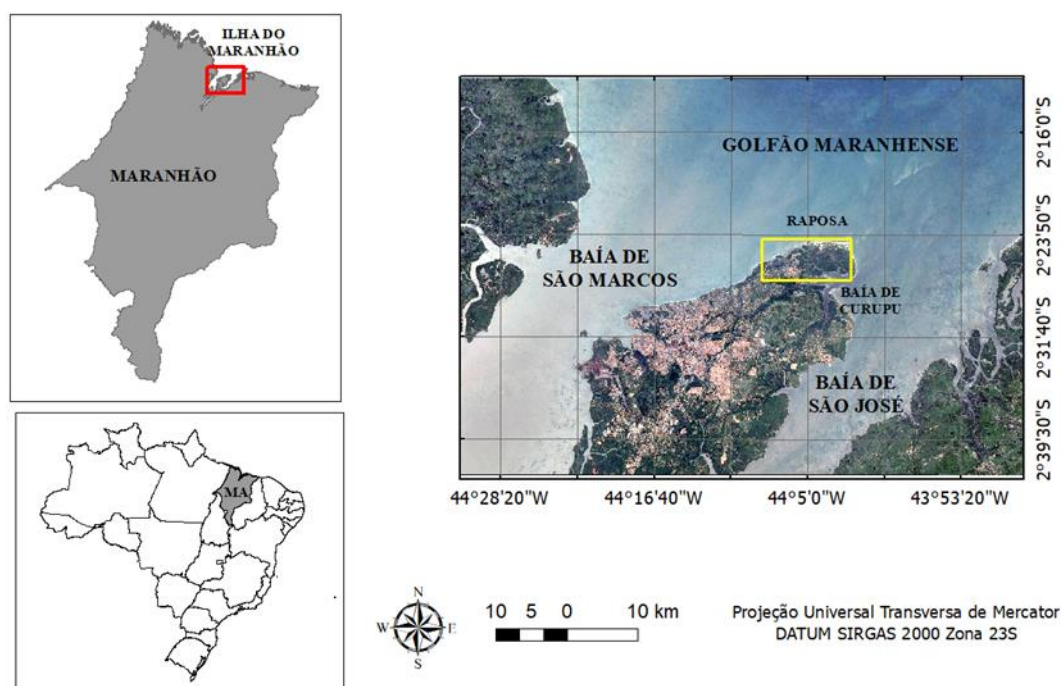 ILHA DO
MARANHÃO
MARANHÃO
MA
GOLFÃO MARANHENSE
RAPOSA
BAÍA DE
SÃO MARCOS
BAÍA DE
CURUPU
BAÍA DE
SÃO JOSÉ
2°16'0"S
2°23'50"S
2°31'40"S
2°39'30"S
44°28'20"W 44°16'40"W 44°5'0"W 43°53'20"W
N
W E
S
10 5 0 10 km
Projeção Universal Transversa de Mercator
DATUM SIRGAS 2000 Zona 23S